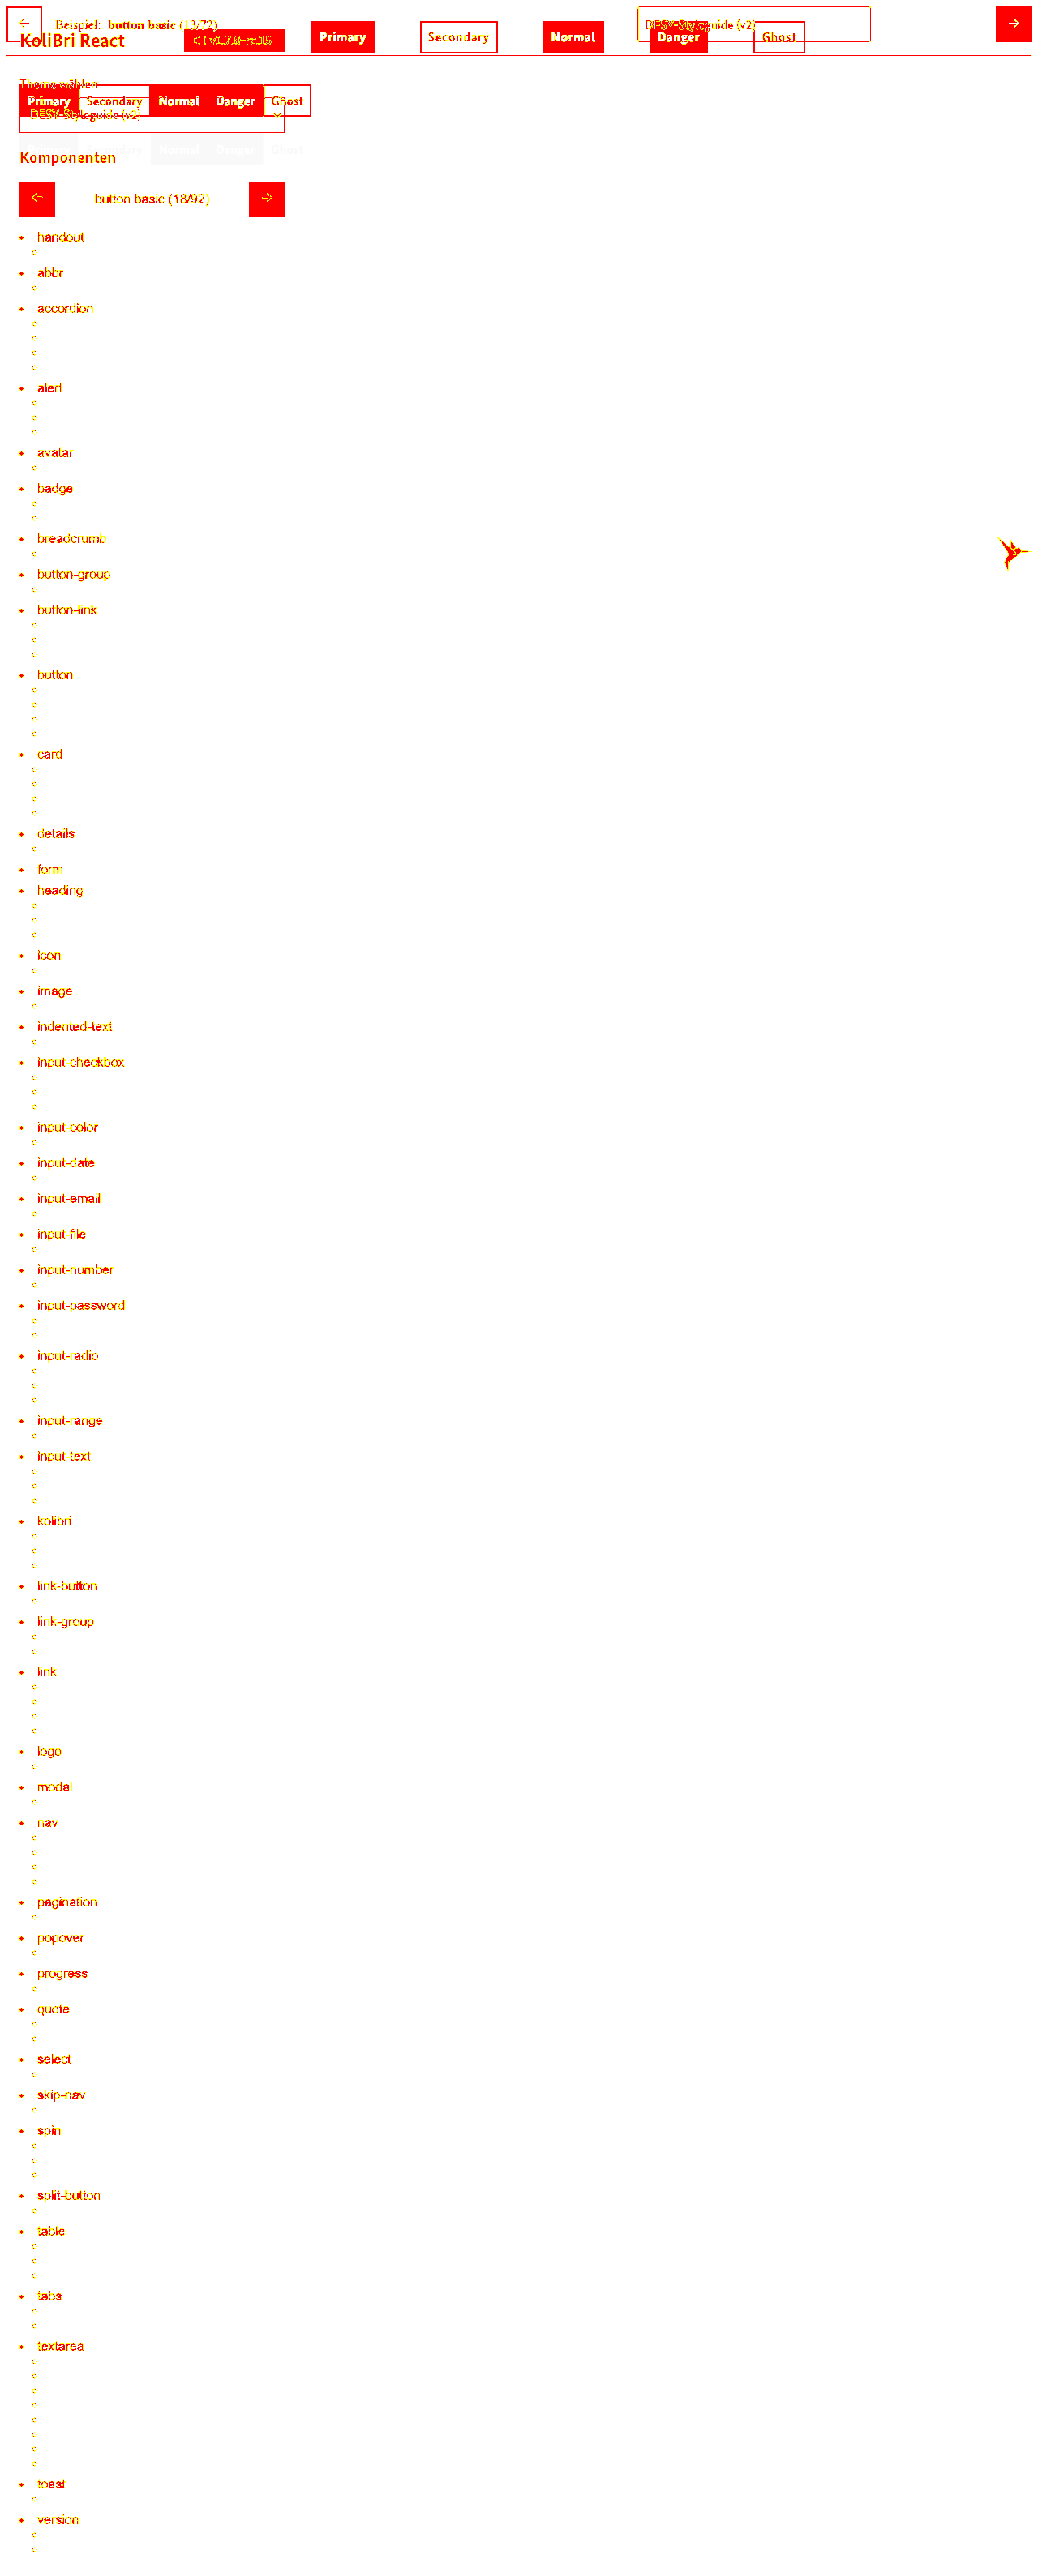 Beispiel: button basic (13/72)
DESY-Styleguide (v2)
KoliBri React
v1.7.0-rc.15
Primary
Secondary
Normal
Danger
Ghost
Theme wählen
Primary
Secondary
Normal
Danger
Ghost
DESY-Styleguide (v2)
Normal
Danger
Komponenten
button basic (18/92)
handout
abbr
accordion
alert
avatar
badge
breadcrumb
button-group
button-link
button
card
details
form
heading
icon
image
indented-text
input-checkbox
input-color
input-date
input-email
input-file
input-number
input-password
input-radio
input-range
input-text
kolibri
link-button
link-group
link
logo
modal
nav
pagination
popover
progress
quote
select
skip-nav
spin
split-button
table
tabs
textarea
toast
version